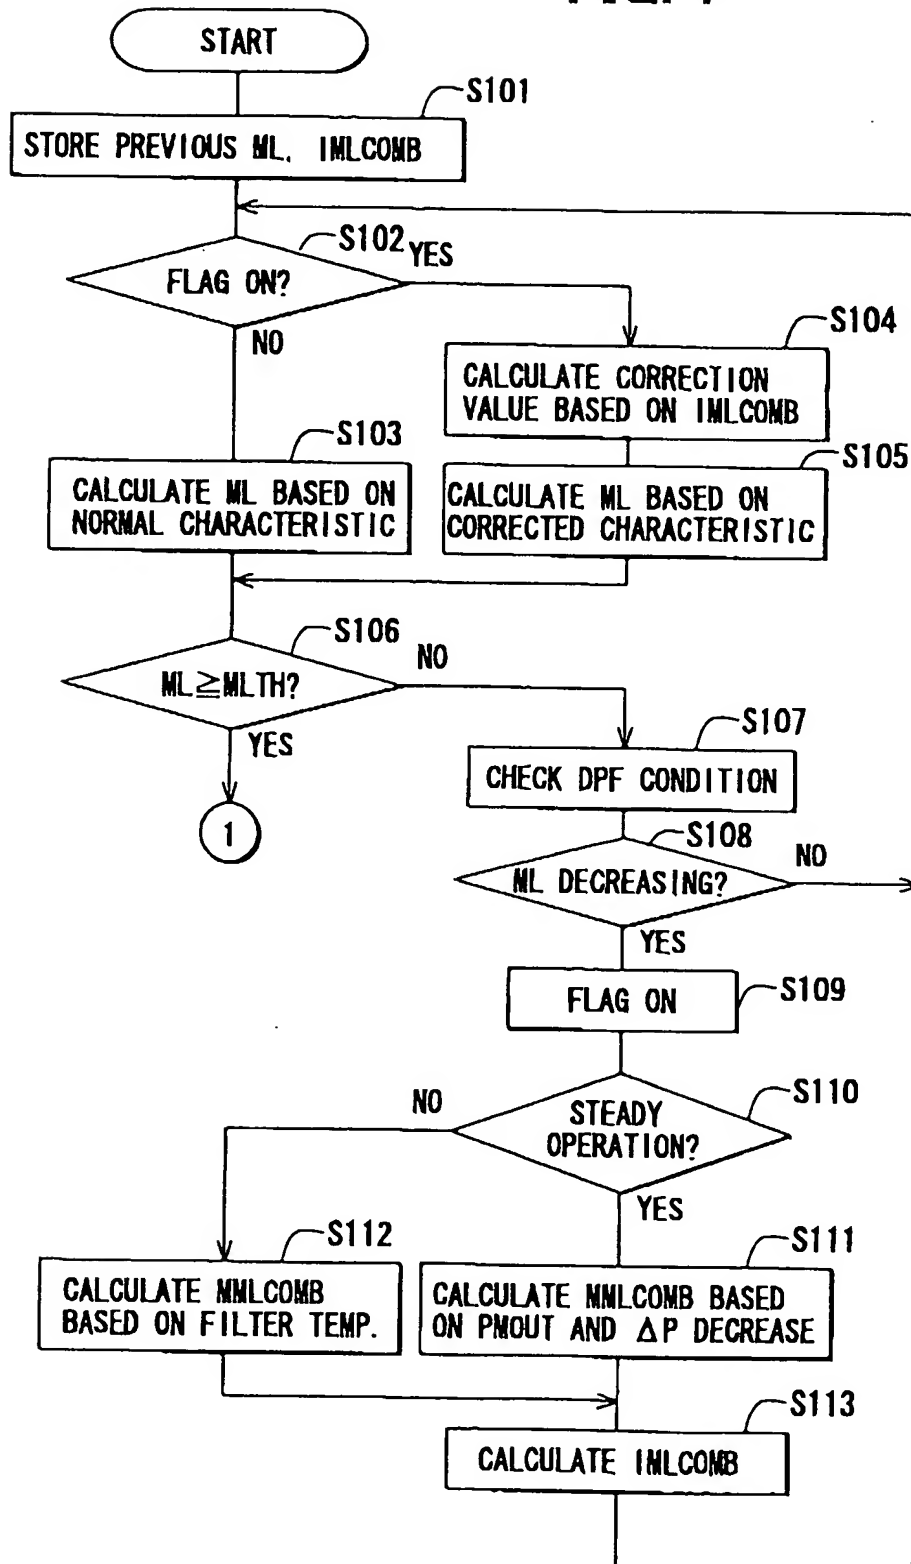 START
S101
STORE PREVIOUS ML, IMLCOMB
S102
YES
FLAG ON?
NO
S104
CALCULATE CORRECTION
VALUE BASED ON IMLCOMB
S103
CALCULATE ML BASED ON
NORMAL CHARACTERISTIC
S105
CALCULATE ML BASED ON
CORRECTED CHARACTERISTIC
S106
ML≧MLTH?
NO
YES
1
S107
CHECK DPF CONDITION
S108
ML DECREASING?
NO
YES
FLAG ON
S109
S110
STEADY
OPERATION?
NO
YES
S112
CALCULATE MMLCOMB
BASED ON FILTER TEMP.
S111
CALCULATE MMLCOMB BASED
ON PMOUT AND ΔP DECREASE
S113
CALCULATE IMLCOMB